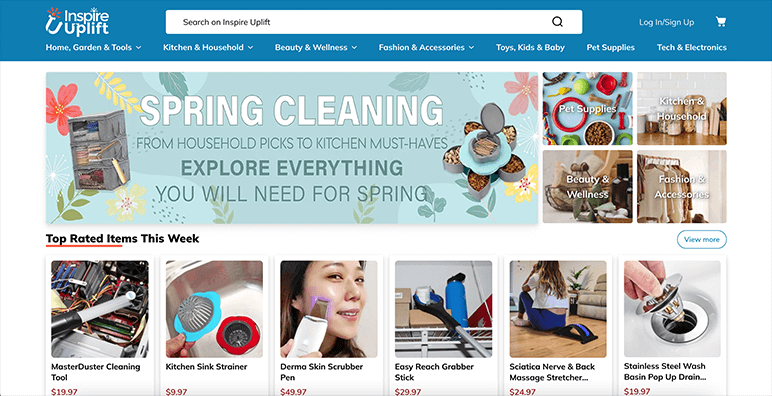 Inspire
Uplift
Search on Inspire Uplift
Log In/Sign Up
Home, Garden & Tools
Kitchen & Household
Beauty & Wellness
Fashion & Accessories
Toys, Kids & Baby
Pet Supplies
Tech & Electronics
SPRING CLEANING
FROM HOUSEHOLD PICKS TO KITCHEN MUST-HAVES
EXPLORE EVERYTHING
YOU WILL NEED FOR SPRING
Pet Supplies
Kitchen &
Household
Beauty &
Wellness
Fashion &
Accessories
Top Rated Items This Week
View more
MasterDuster Cleaning
Tool
$19.97
Kitchen Sink Strainer
$9.97
Derma Skin Scrubber
Pen
$49.97
Easy Reach Grabber
Stick
$29.97
Sciatica Nerve & Back
Massage Stretcher...
$24.97
Stainless Steel Wash
Basin Pop Up Drain...
$19.97